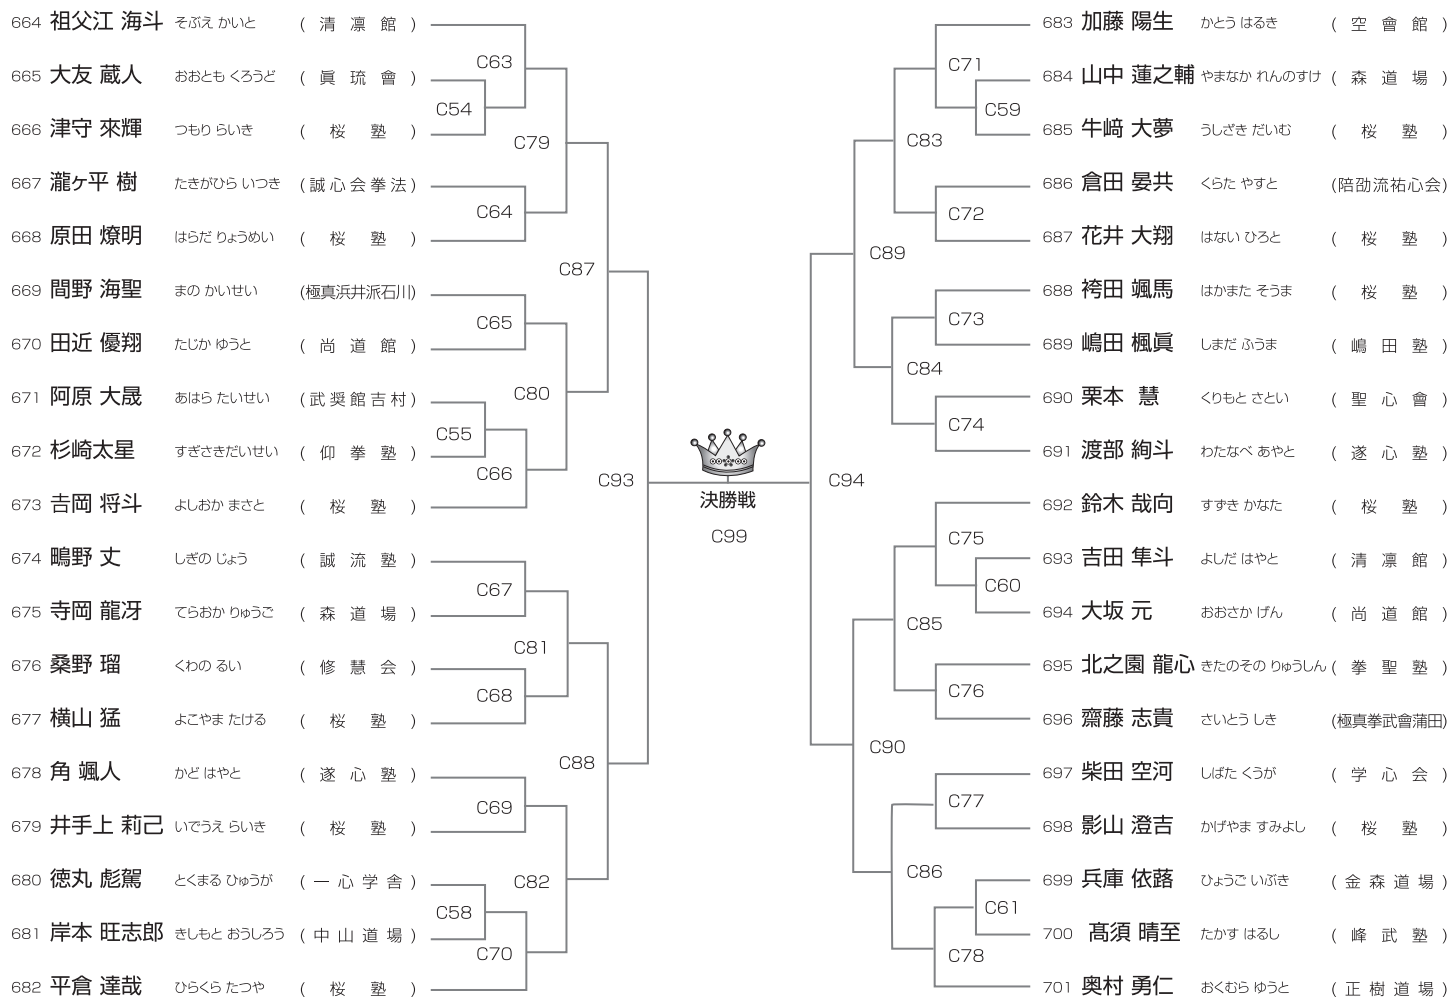 664 祖父江 海斗 そぶえ かいと ( 清 凛 館 )
665 大友 蔵人 おおとも くろうど ( 眞 琉 會 )
666 津守 來輝 つもり らいき ( 桜 塾 )
667 瀧ヶ平 樹 たきがひら いつき ( 誠 心 会 拳 法 )
668 原田 燎明 はらだ りょうめい ( 桜 塾 )
669 間野 海聖 まの かいせい (極真浜井派石川)
670 田近 優翔 たじか ゆうと ( 尚 道 館 )
671 阿原 大晟 あはら たいせい ( 武 奨 館 吉 村 )
672 杉崎太星 すぎさきだいせい ( 仰 拳 塾 )
673 𠮷岡 将斗 よしおか まさと ( 桜 塾 )
674 鴫野 丈 しぎの じょう ( 誠 流 塾 )
675 寺岡 龍冴 てらおか りゅうご ( 森 道 場 )
676 桑野 瑠 くわの るい ( 修 慧 会 )
677 横山 猛 よこやま たける ( 桜 塾 )
678 角 颯人 かど はやと ( 遂 心 塾 )
679 井手上 莉己 いでうえ らいき ( 桜 塾 )
680 徳丸 彪駕 とくまる ひゅうが ( 一 心 学 舎 )
681 岸本 旺志郎 きしもと おうしろう ( 中 山 道 場 )
682 平倉 達哉 ひらくら たつや ( 桜 塾 )
C63
C54
C79
C64
C87
C65
C80
C55
C66
C93
C67
C81
C68
C88
C69
C82
C58
C70
決勝戦
C99
C71
C59
C83
C72
C89
C73
C84
C74
C94
C75
C60
C85
C76
C90
C77
C86
C61
C78
683 加藤 陽生 かとう はるき ( 空 會 館 )
684 山中 蓮之輔 やまなか れんのすけ ( 森 道 場 )
685 牛﨑 大夢 うしざき だいむ ( 桜 塾 )
686 倉田 晏共 くらた やすと (陪劭流祐心会)
687 花井 大翔 はない ひろと ( 桜 塾 )
688 袴田 颯馬 はかまた そうま ( 桜 塾 )
689 嶋田 楓眞 しまだ ふうま ( 嶋 田 塾 )
690 栗本 慧 くりもと さとい ( 聖 心 會 )
691 渡部 絢斗 わたなべ あやと ( 遂 心 塾 )
692 鈴木 哉向 すずき かなた ( 桜 塾 )
693 吉田 隼斗 よしだ はやと ( 清 凛 館 )
694 大坂 元 おおさか げん ( 尚 道 館 )
695 北之園 龍心 きたのその りゅうしん ( 拳 聖 塾 )
696 齋藤 志貴 さいとう しき (極真拳武會蒲田)
697 柴田 空河 しばた くうが ( 学 心 会 )
698 影山 澄吉 かげやま すみよし ( 桜 塾 )
699 兵庫 依蕗 ひょうご いぶき ( 金 森 道 場 )
700 髙須 晴至 たかす はるし ( 峰 武 塾 )
701 奥村 勇仁 おくむら ゆうと ( 正 樹 道 場 )